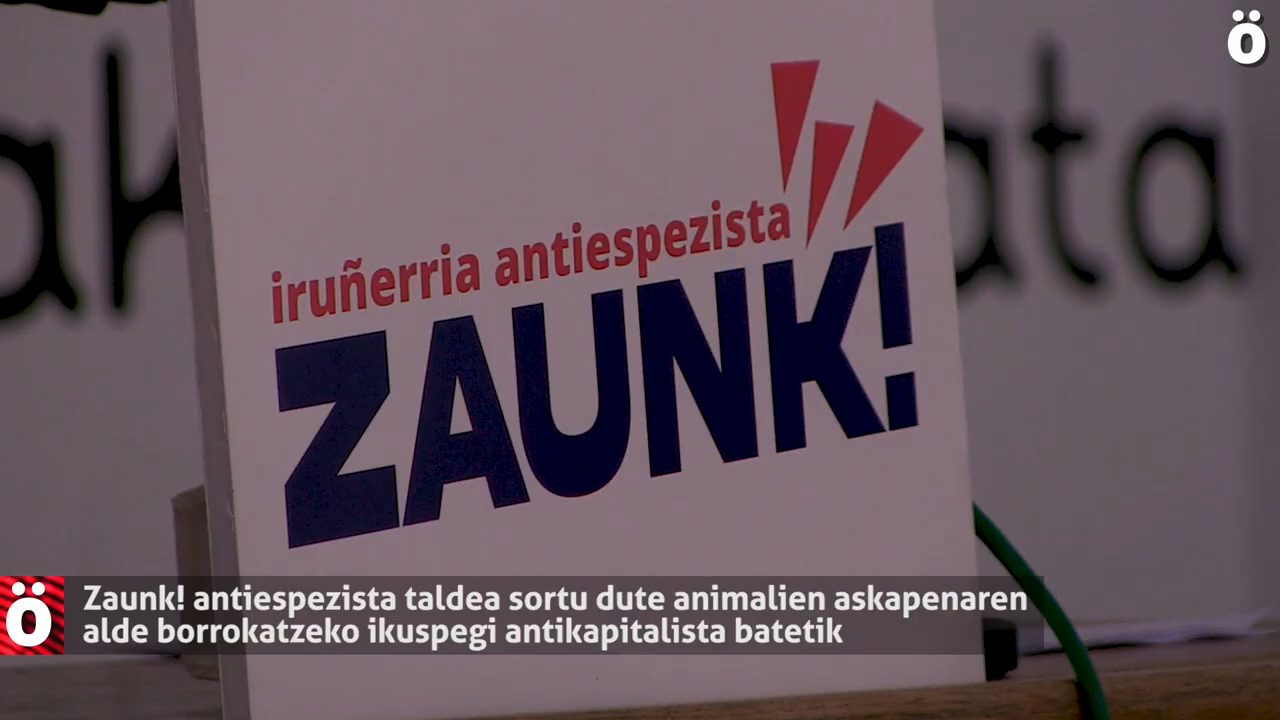 ö
iruñerria antiespezista
ZAUNK!
ö
Zaunk! antiespezista taldea sortu dute animalien askapenaren
alde borrokatzeko ikuspegi antikapitalista batetik